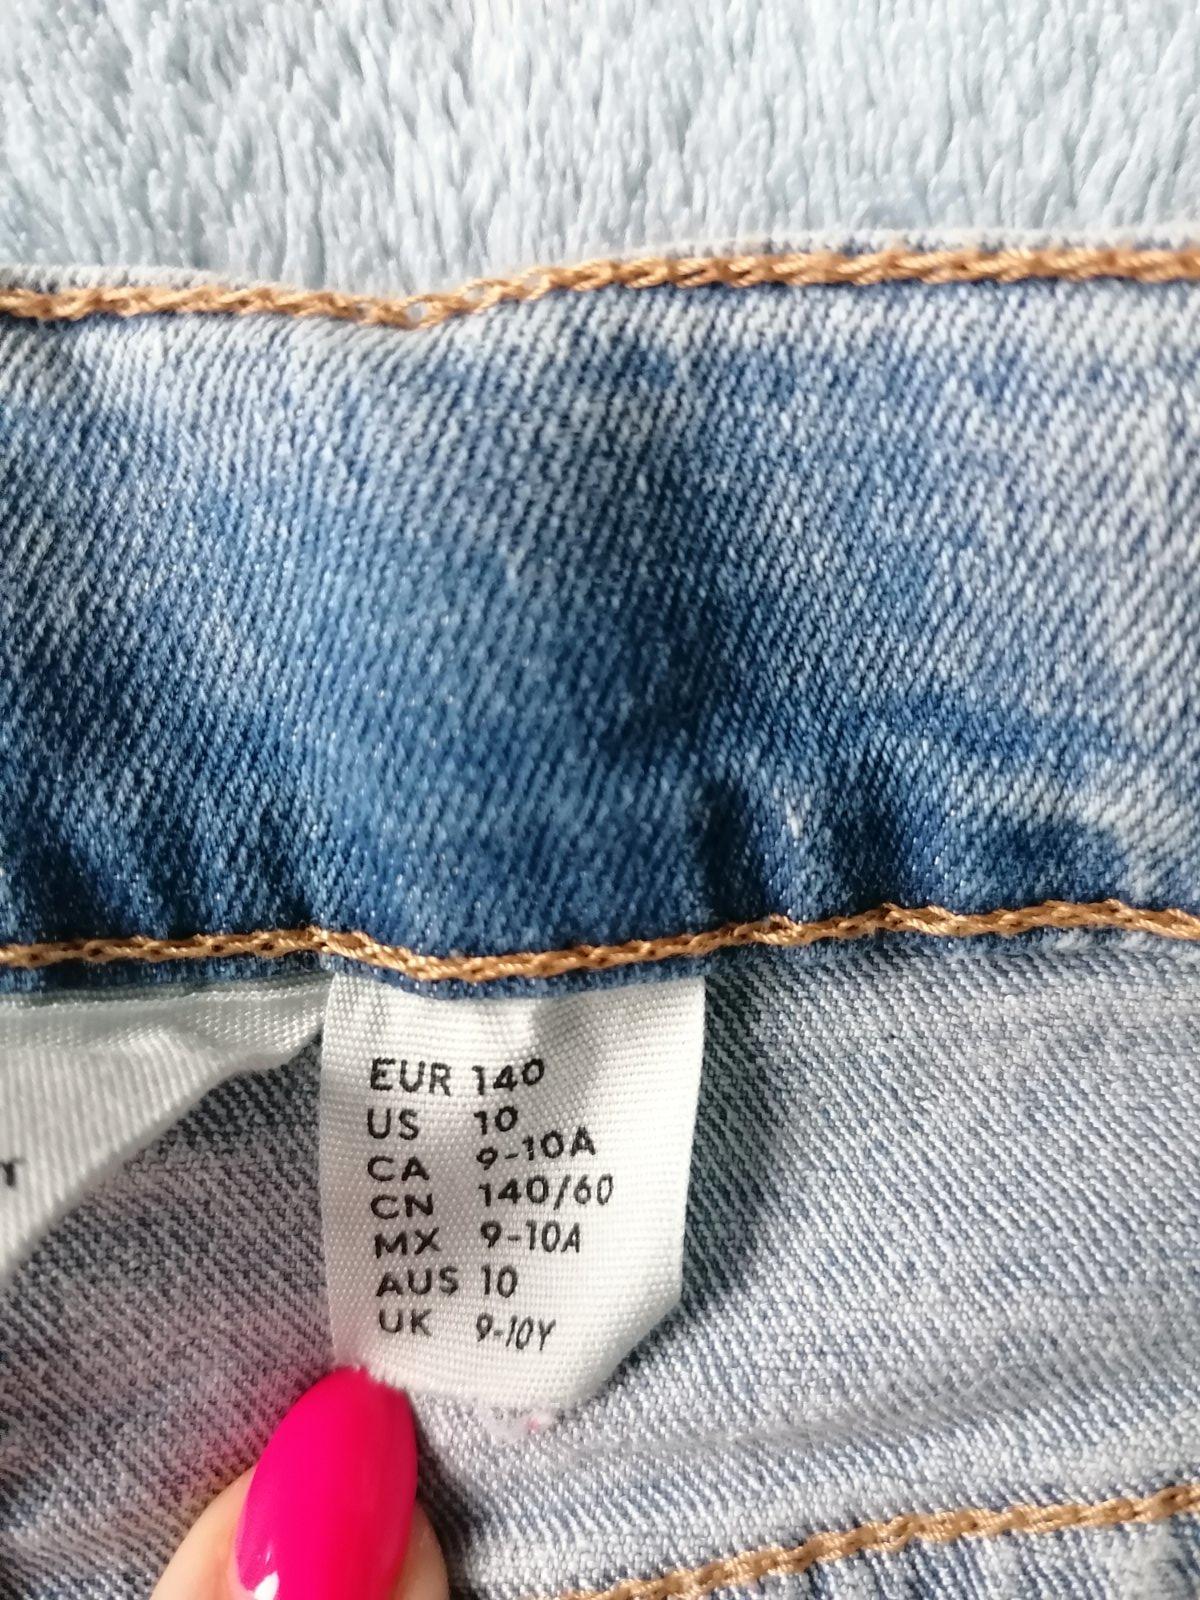 EUR 140
US 10
CA 9-10A
CN 140/60
MX 9-10A
AUS 10
UK 9-10Y
Y